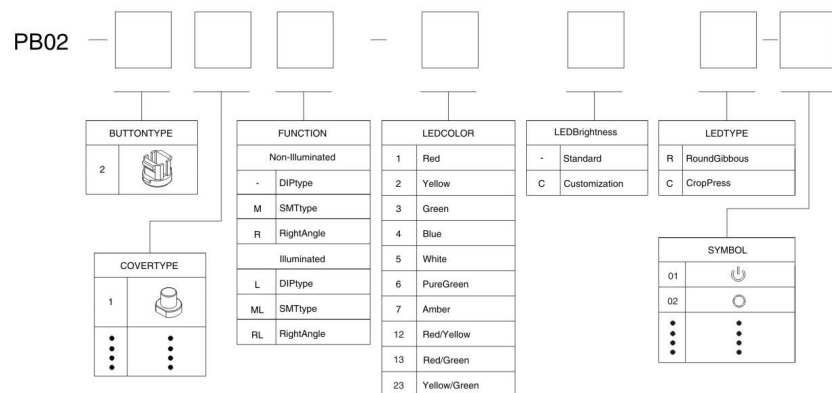 PB02 — —  —
BUTTONTYPE
2
COVERTYPE
1
FUNCTION
Non-Illuminated
- DIPtype
M SMTtype
R RightAngle
Illuminated
L DIPtype
ML SMTtype
RL RightAngle
LEDCOLOR
1 Red
2 Yellow
3 Green
4 Blue
5 White
6 PureGreen
7 Amber
12 Red/Yellow
13 Red/Green
23 Yellow/Green
LEDBrightness
- Standard
C Customization
LEDTYPE
R RoundGibbous
C CropPress
SYMBOL
01
02